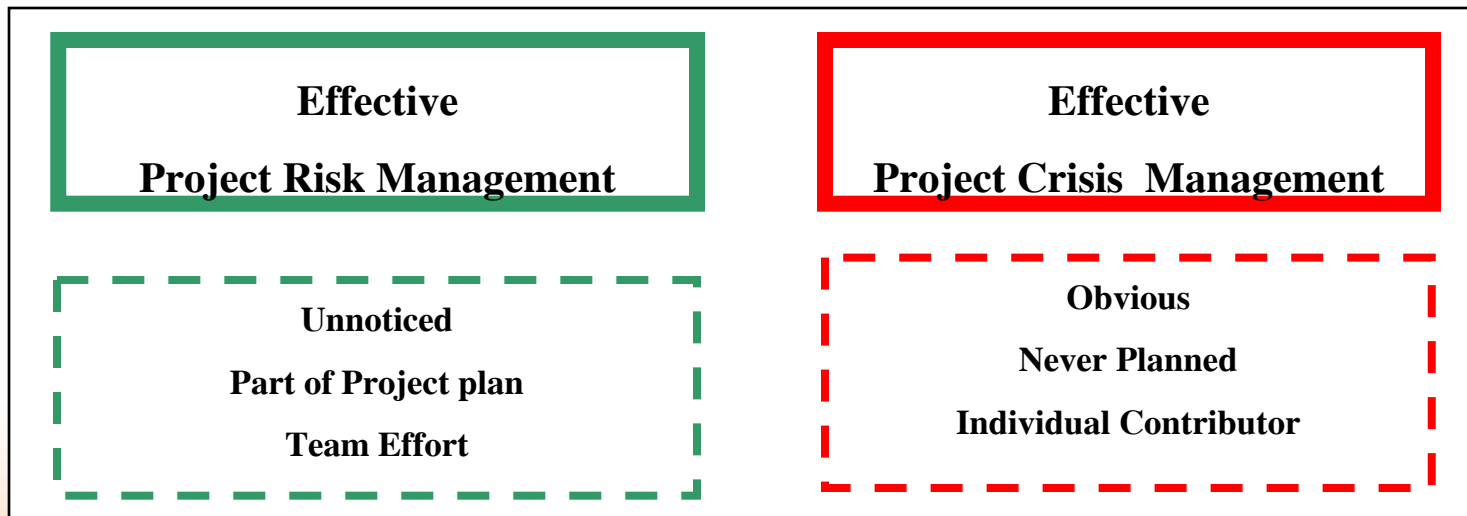 Effective
Project Risk Management
Unnoticed
Part of Project plan
Team Effort
Effective
Project Crisis  Management
Obvious
Never Planned
Individual Contributor